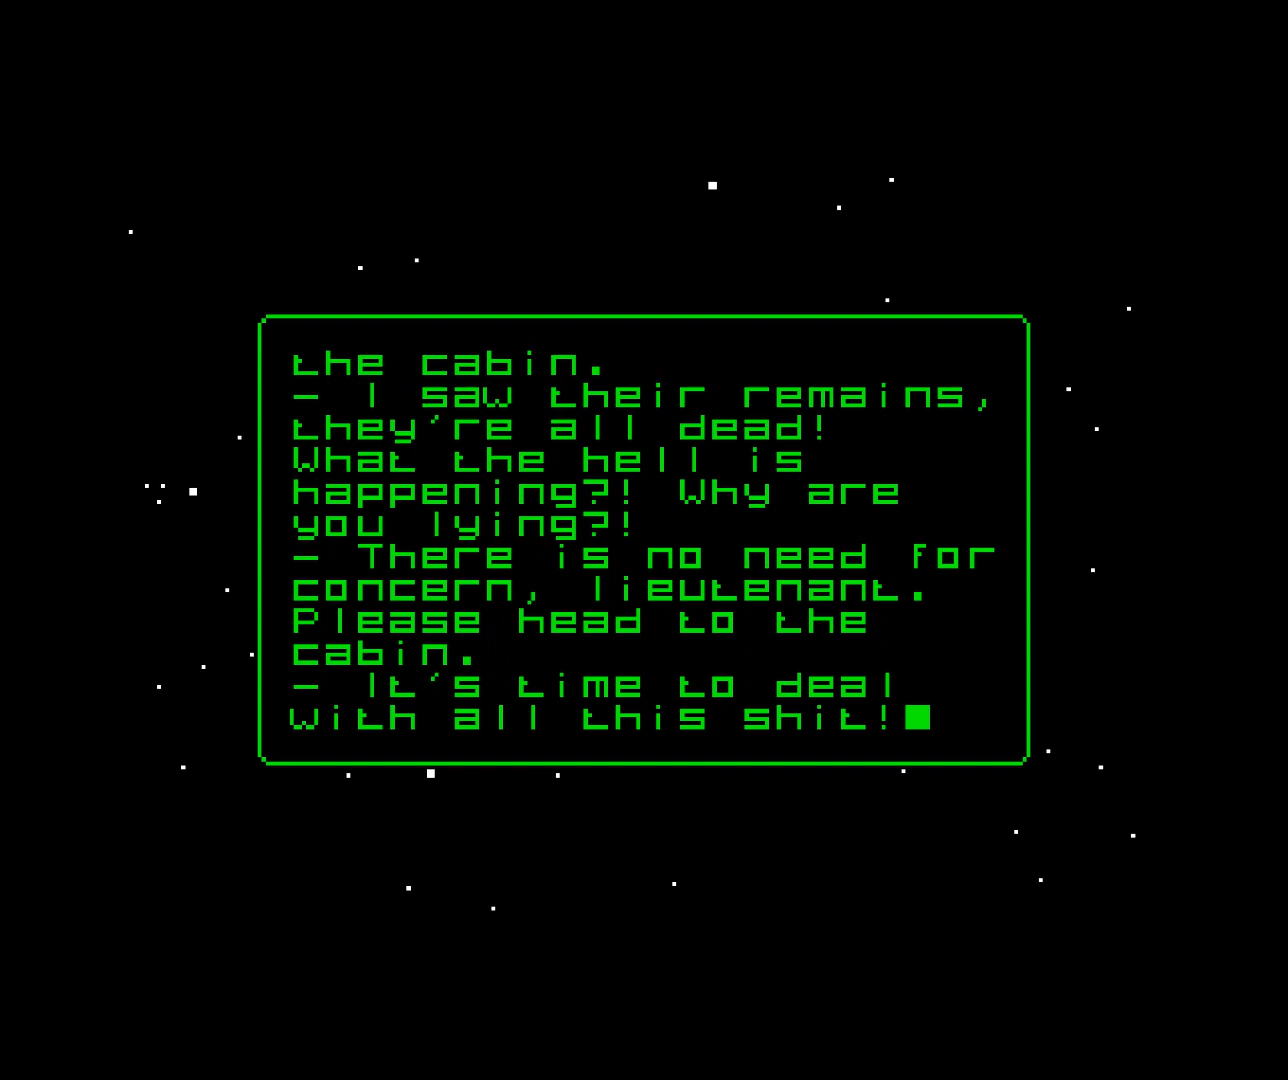 the cabin.
- I saw their remains,
they're all dead!
What the hell is
happening?! Why are
you lying?!
- There is no need for
concern, lieutenant.
Please head to the
cabin.
- It's time to deal
with all this shit!